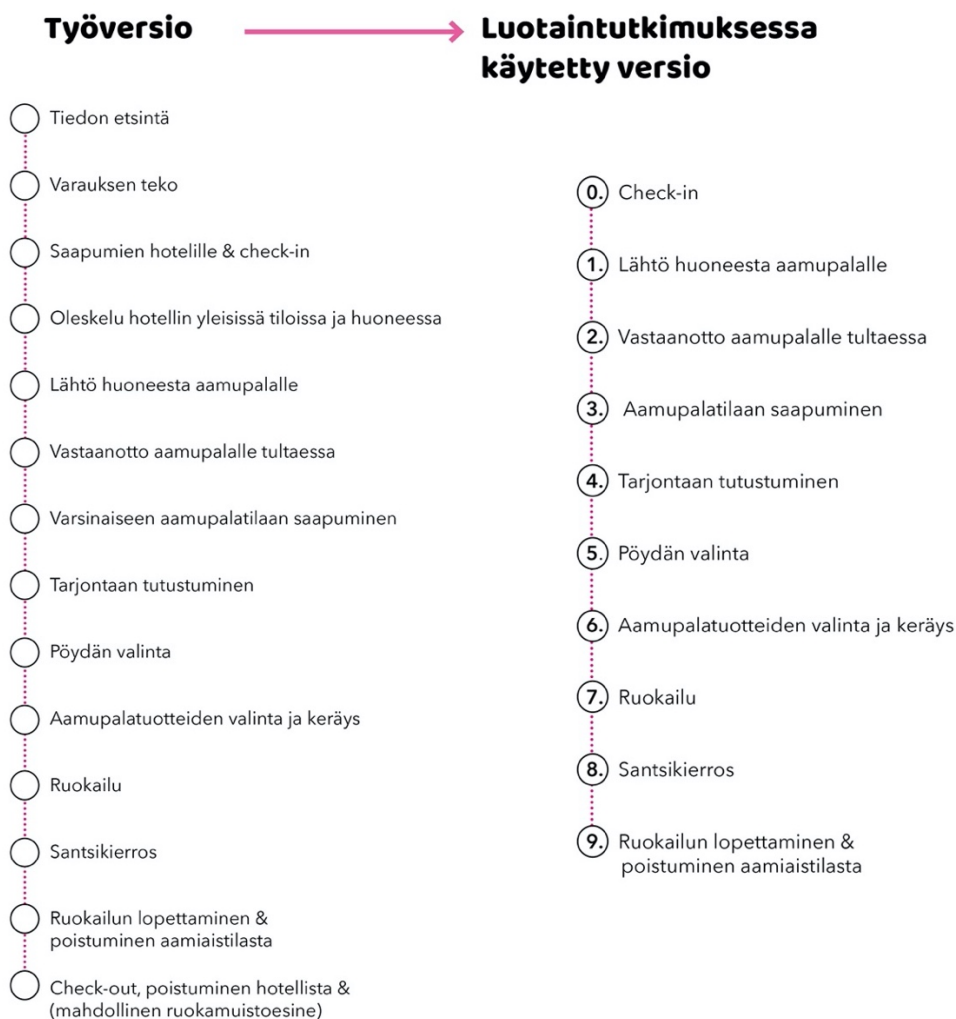 Työversio
Luotaintutkimuksessa
käytetty versio
Tiedon etsintä
Varauksen teko
Saapumien hotelille & check-in
Oleskelu hotellin yleisissä tiloissa ja huoneessa
Lähtö huoneesta aamupalalle
Vastaanotto aamupalalle tultaessa
Varsinaiseen aamupalatilaan saapuminen
Tarjontaan tutustuminen
Pöydän valinta
Aamupalatuotteiden valinta ja keräys
Ruokailu
Santsikierros
Ruokailun lopettaminen &
poistuminen aamiaistilasta
Check-out, poistuminen hotellista &
(mahdollinen ruokamuistoesine)
0. Check-in
1. Lähtö huoneesta aamupalalle
2. Vastaanotto aamupalalle tultaessa
3. Aamupalatilaan saapuminen
4. Tarjontaan tutustuminen
5. Pöydän valinta
6. Aamupalatuotteiden valinta ja keräys
7. Ruokailu
8. Santsikierros
9. Ruokailun lopettaminen &
poistuminen aamiaistilasta